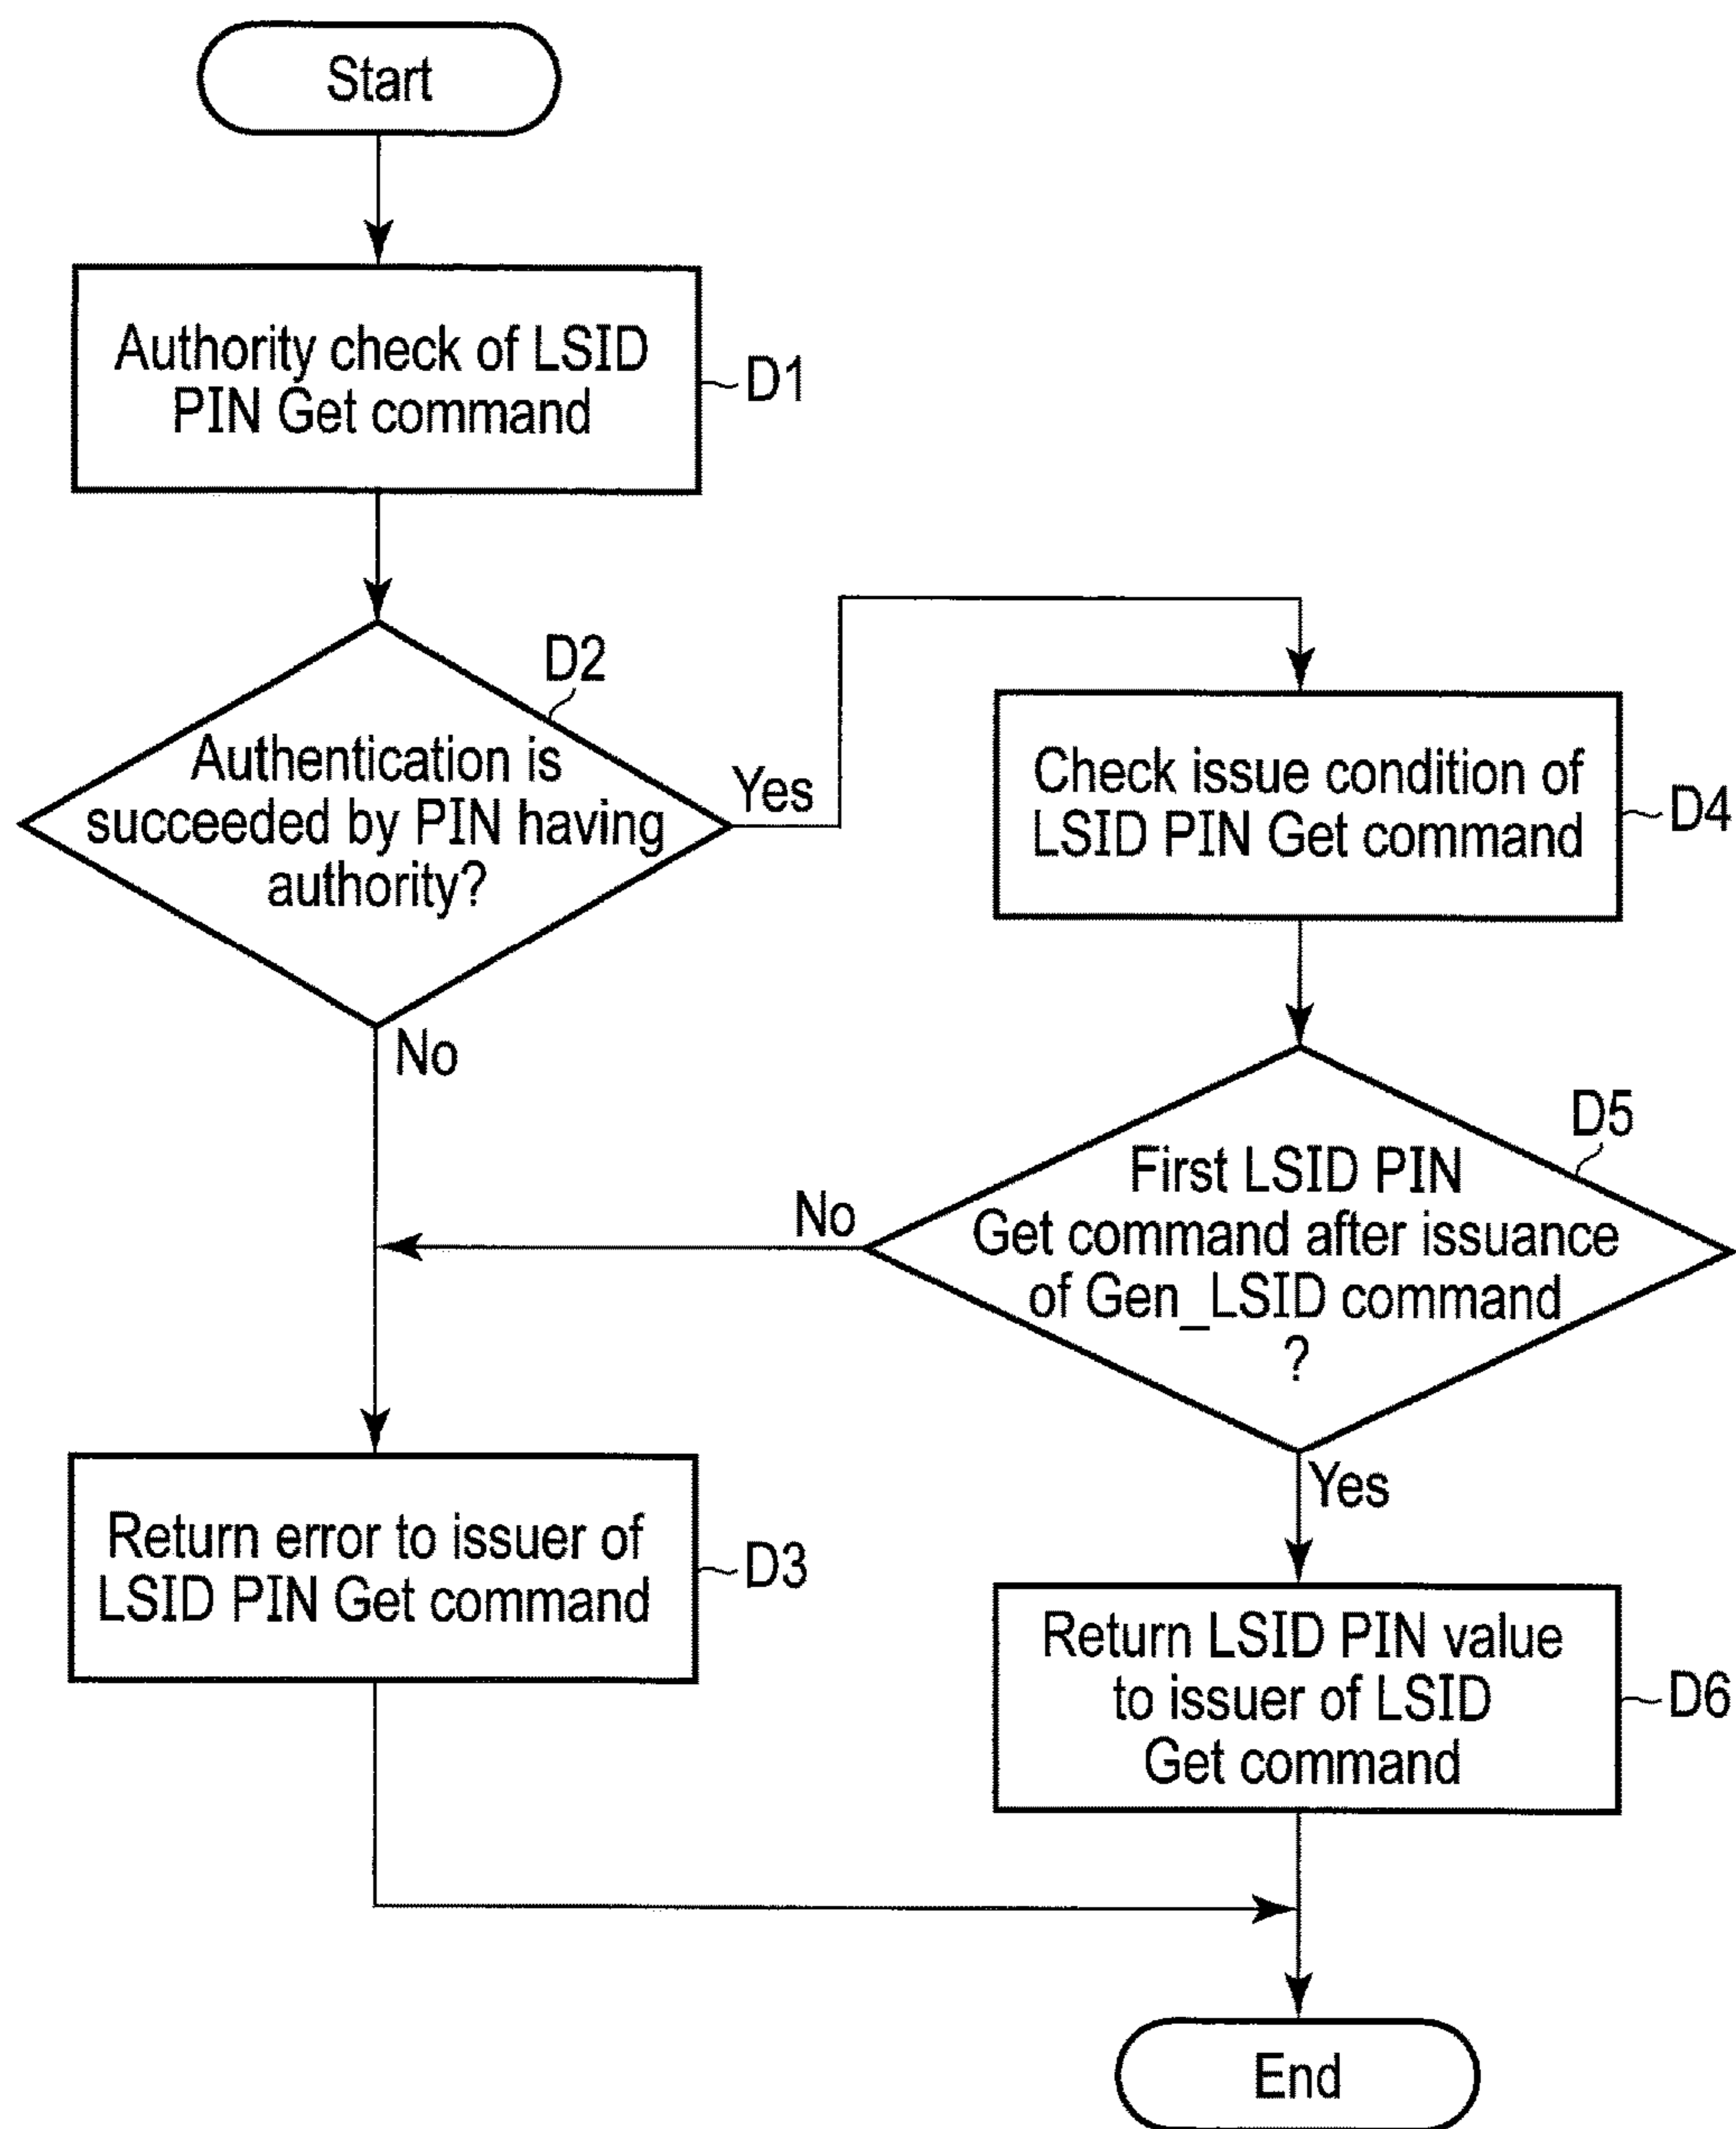 Start
Authority check of LSID
PIN Get command
D1
D2
Authentication is
succeeded by PIN having
authority?
Yes
No
Check issue condition of
LSID PIN Get command
D4
D5
First LSID PIN
Get command after issuance
of Gen_LSID command
?
No
Yes
Return error to issuer of
LSID PIN Get command
D3
Return LSID PIN value
to issuer of LSID
Get command
D6
End